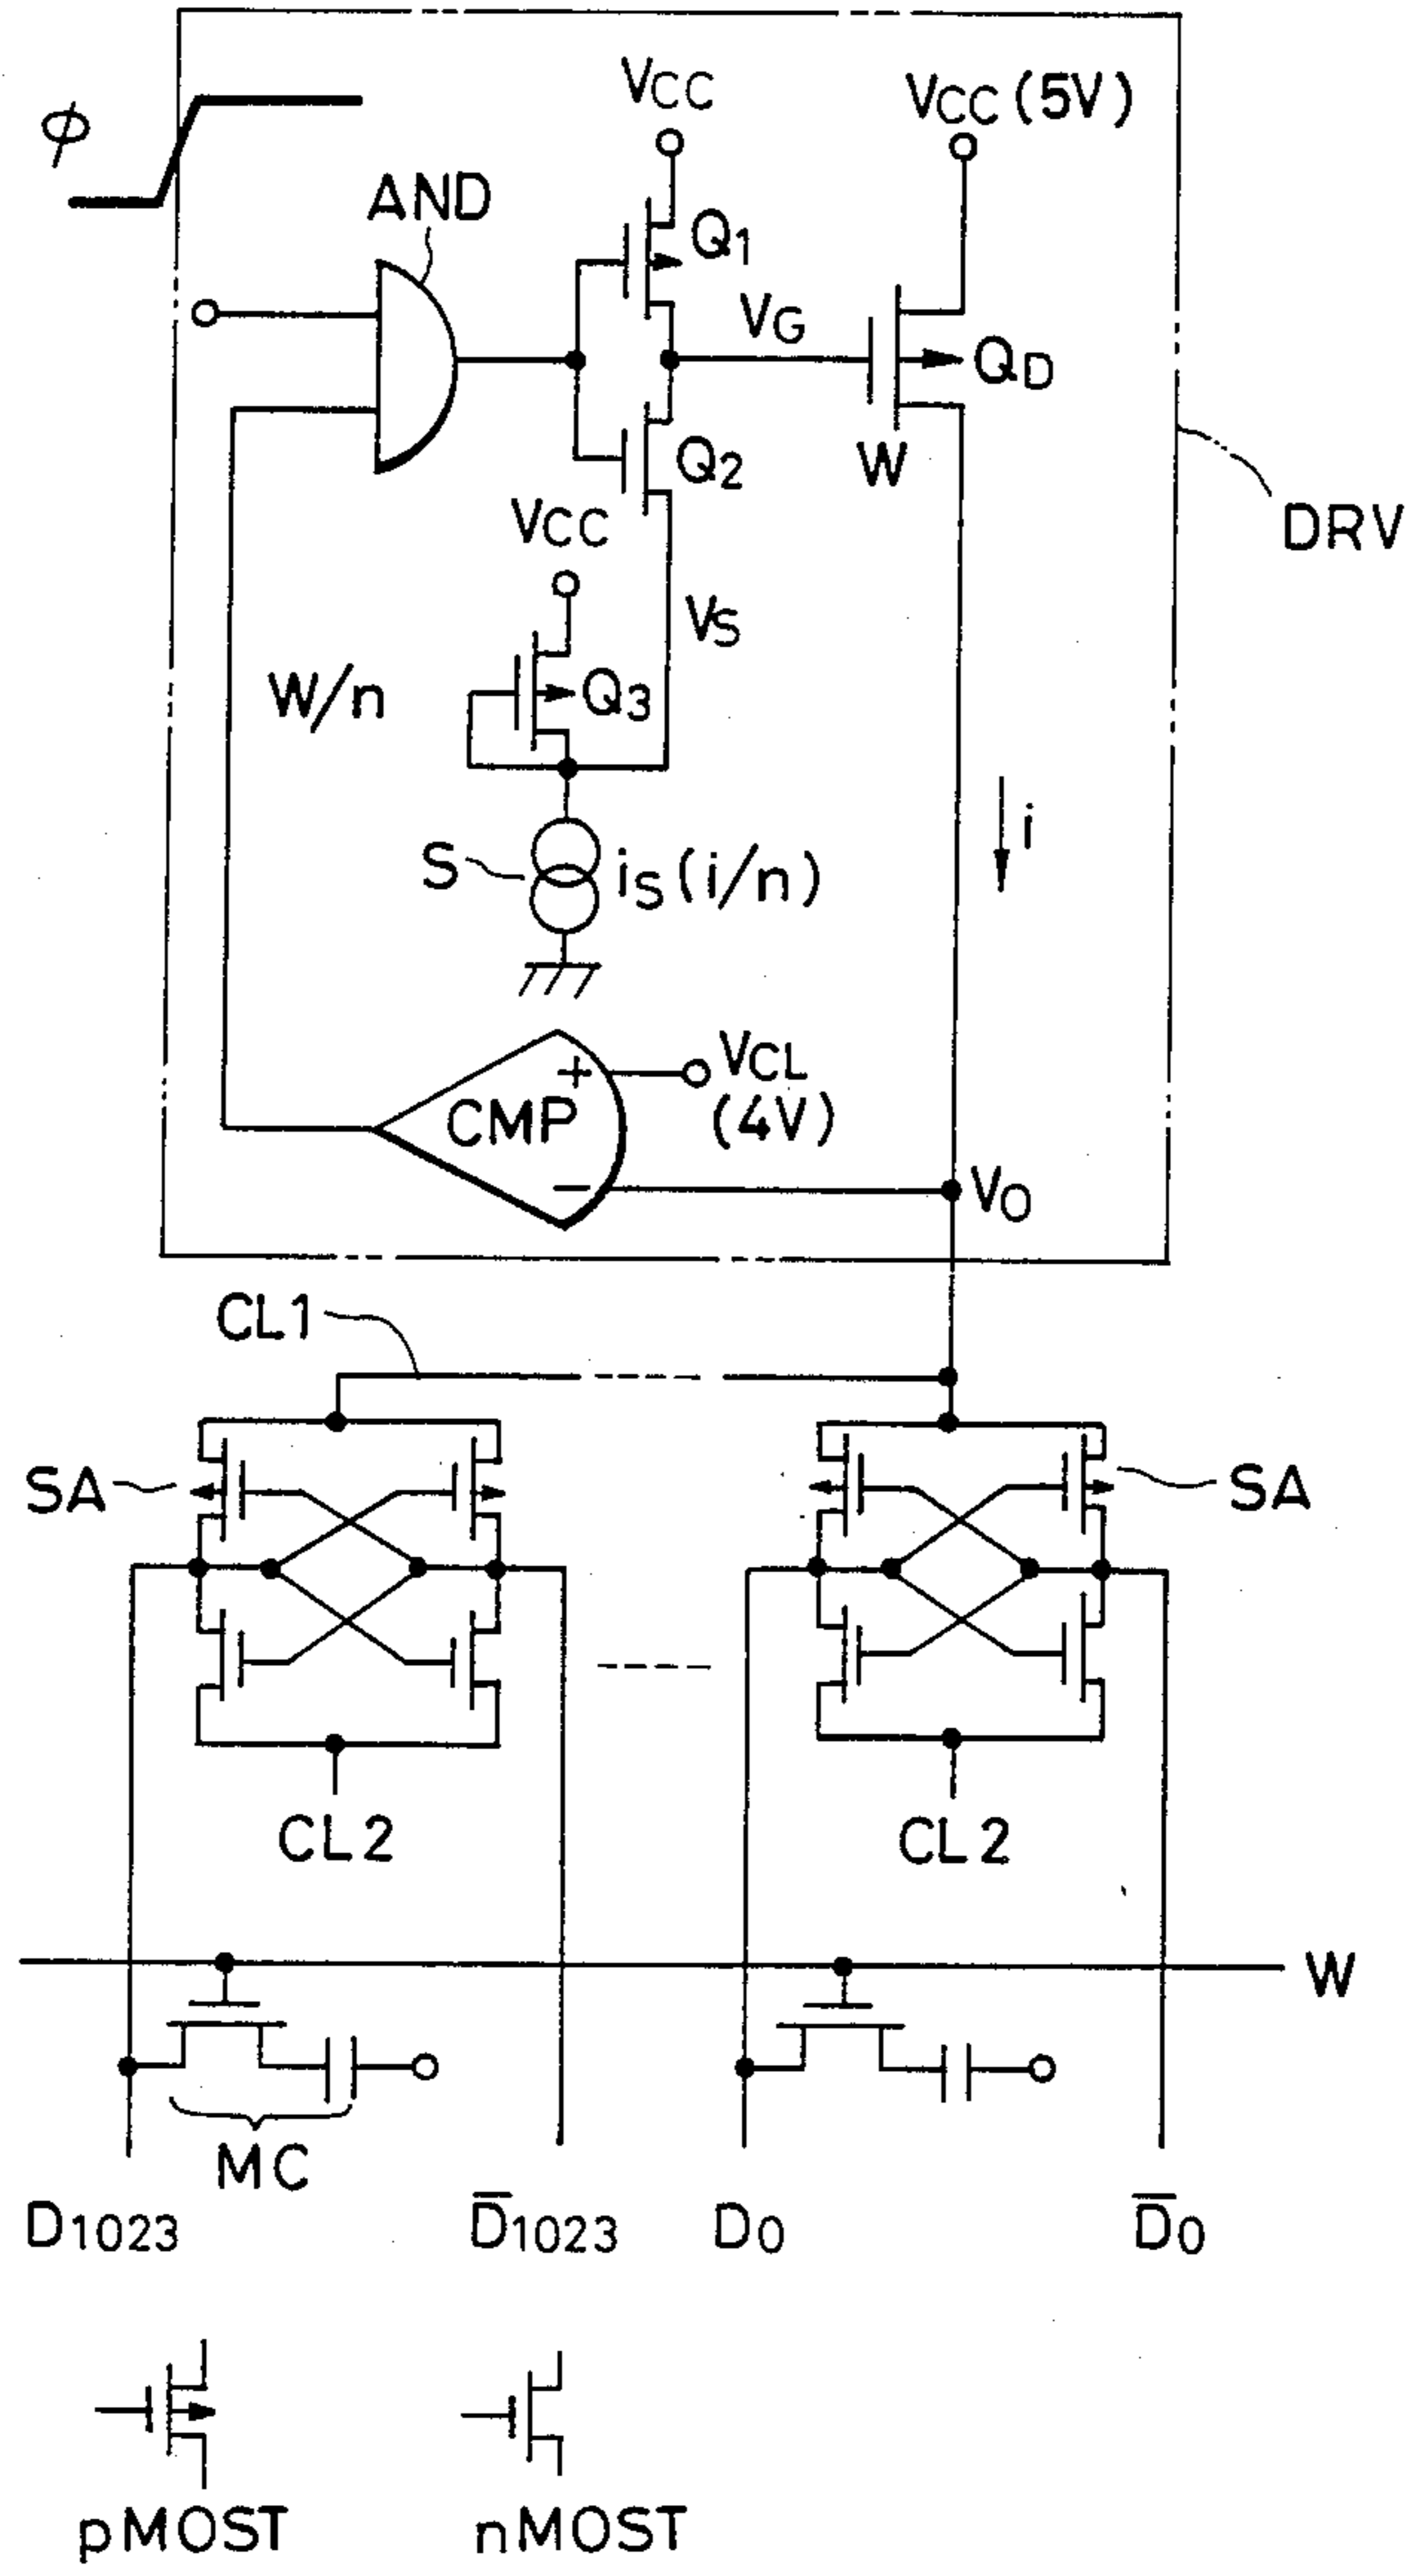 VCC
VCC (5V)
ϕ
AND
Q1
VG
QD
Q2
W
VCC
DRV
VS
W/n
Q3
i
S
iS (i/n)
+
VCL
CMP
(4V)
−
VO
CL1
SA
SA
CL2
CL2
W
MC
D1023
D̅1023
D0
D̅0
pMOST
nMOST